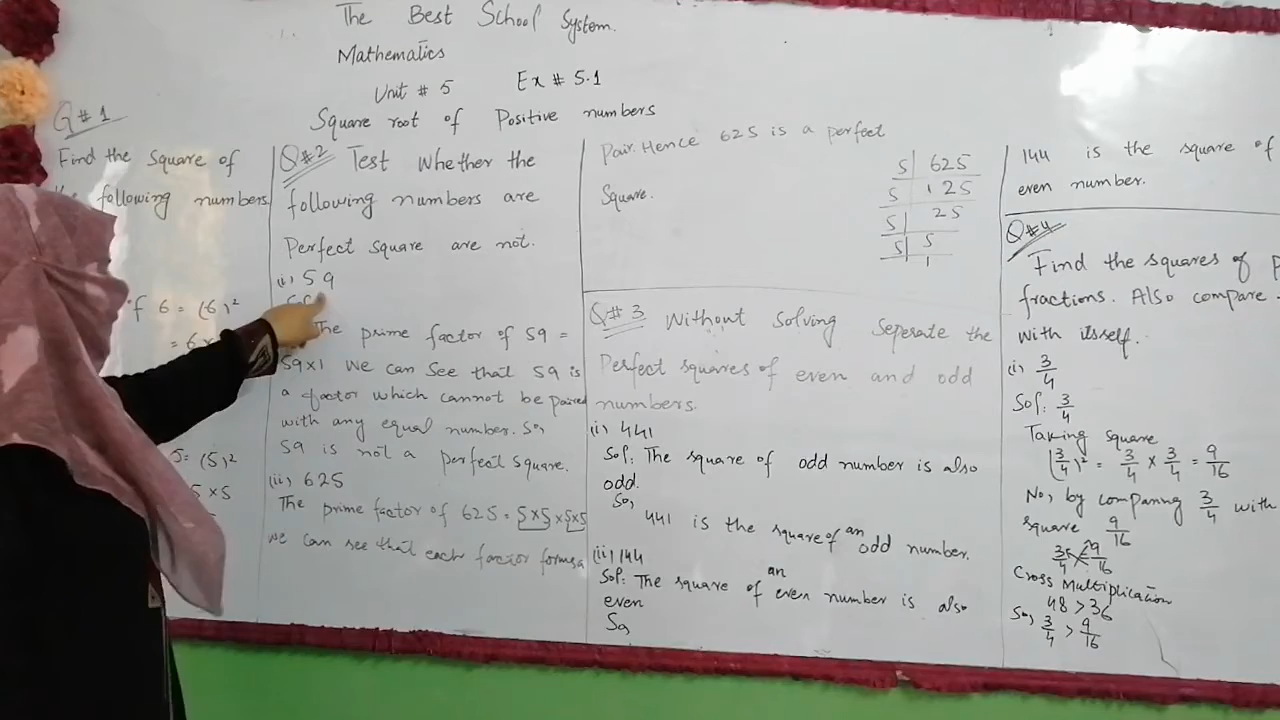 The Best School System.
Mathematics
Unit # 5 Ex # 5.1
Square root of Positive numbers
Q#1
Find the square of
following numbers.
6 = (6)²
= 6 ×
5 = (5)²
5 × 5
Q#2 Test whether the
following numbers are
Perfect square are not.
(i) 59
The prime factor of 59 =
59×1 we can see that 59 is
a factor which cannot be paired
with any equal number. So,
59 is not a perfect square.
(ii) 625
The prime factor of 625 = 5×5×5×5
we can see that each factor forms a
Pair. Hence 625 is a perfect
Square.
5 | 625
5 | 125
5 | 25
5 | 5
1
Q#3 Without Solving Seperate the
Perfect squares of even and odd
numbers.
(i) 441
Sol: The square of odd number is also
odd.
So,
441 is the square of an odd number.
(ii) 144
Sol: The square of an even number is also
even
So,
144 is the square of
even number.
Q#4
Find the squares of
fractions. Also compare
with itsself.
(i) 3/4
Sol: 3/4
Taking square
(3/4)² = 3/4 × 3/4 = 9/16
No, by comparing 3/4 with
square 9/16
9/16
Cross Multiplication
48 > 36
So, 3/4 > 9/16